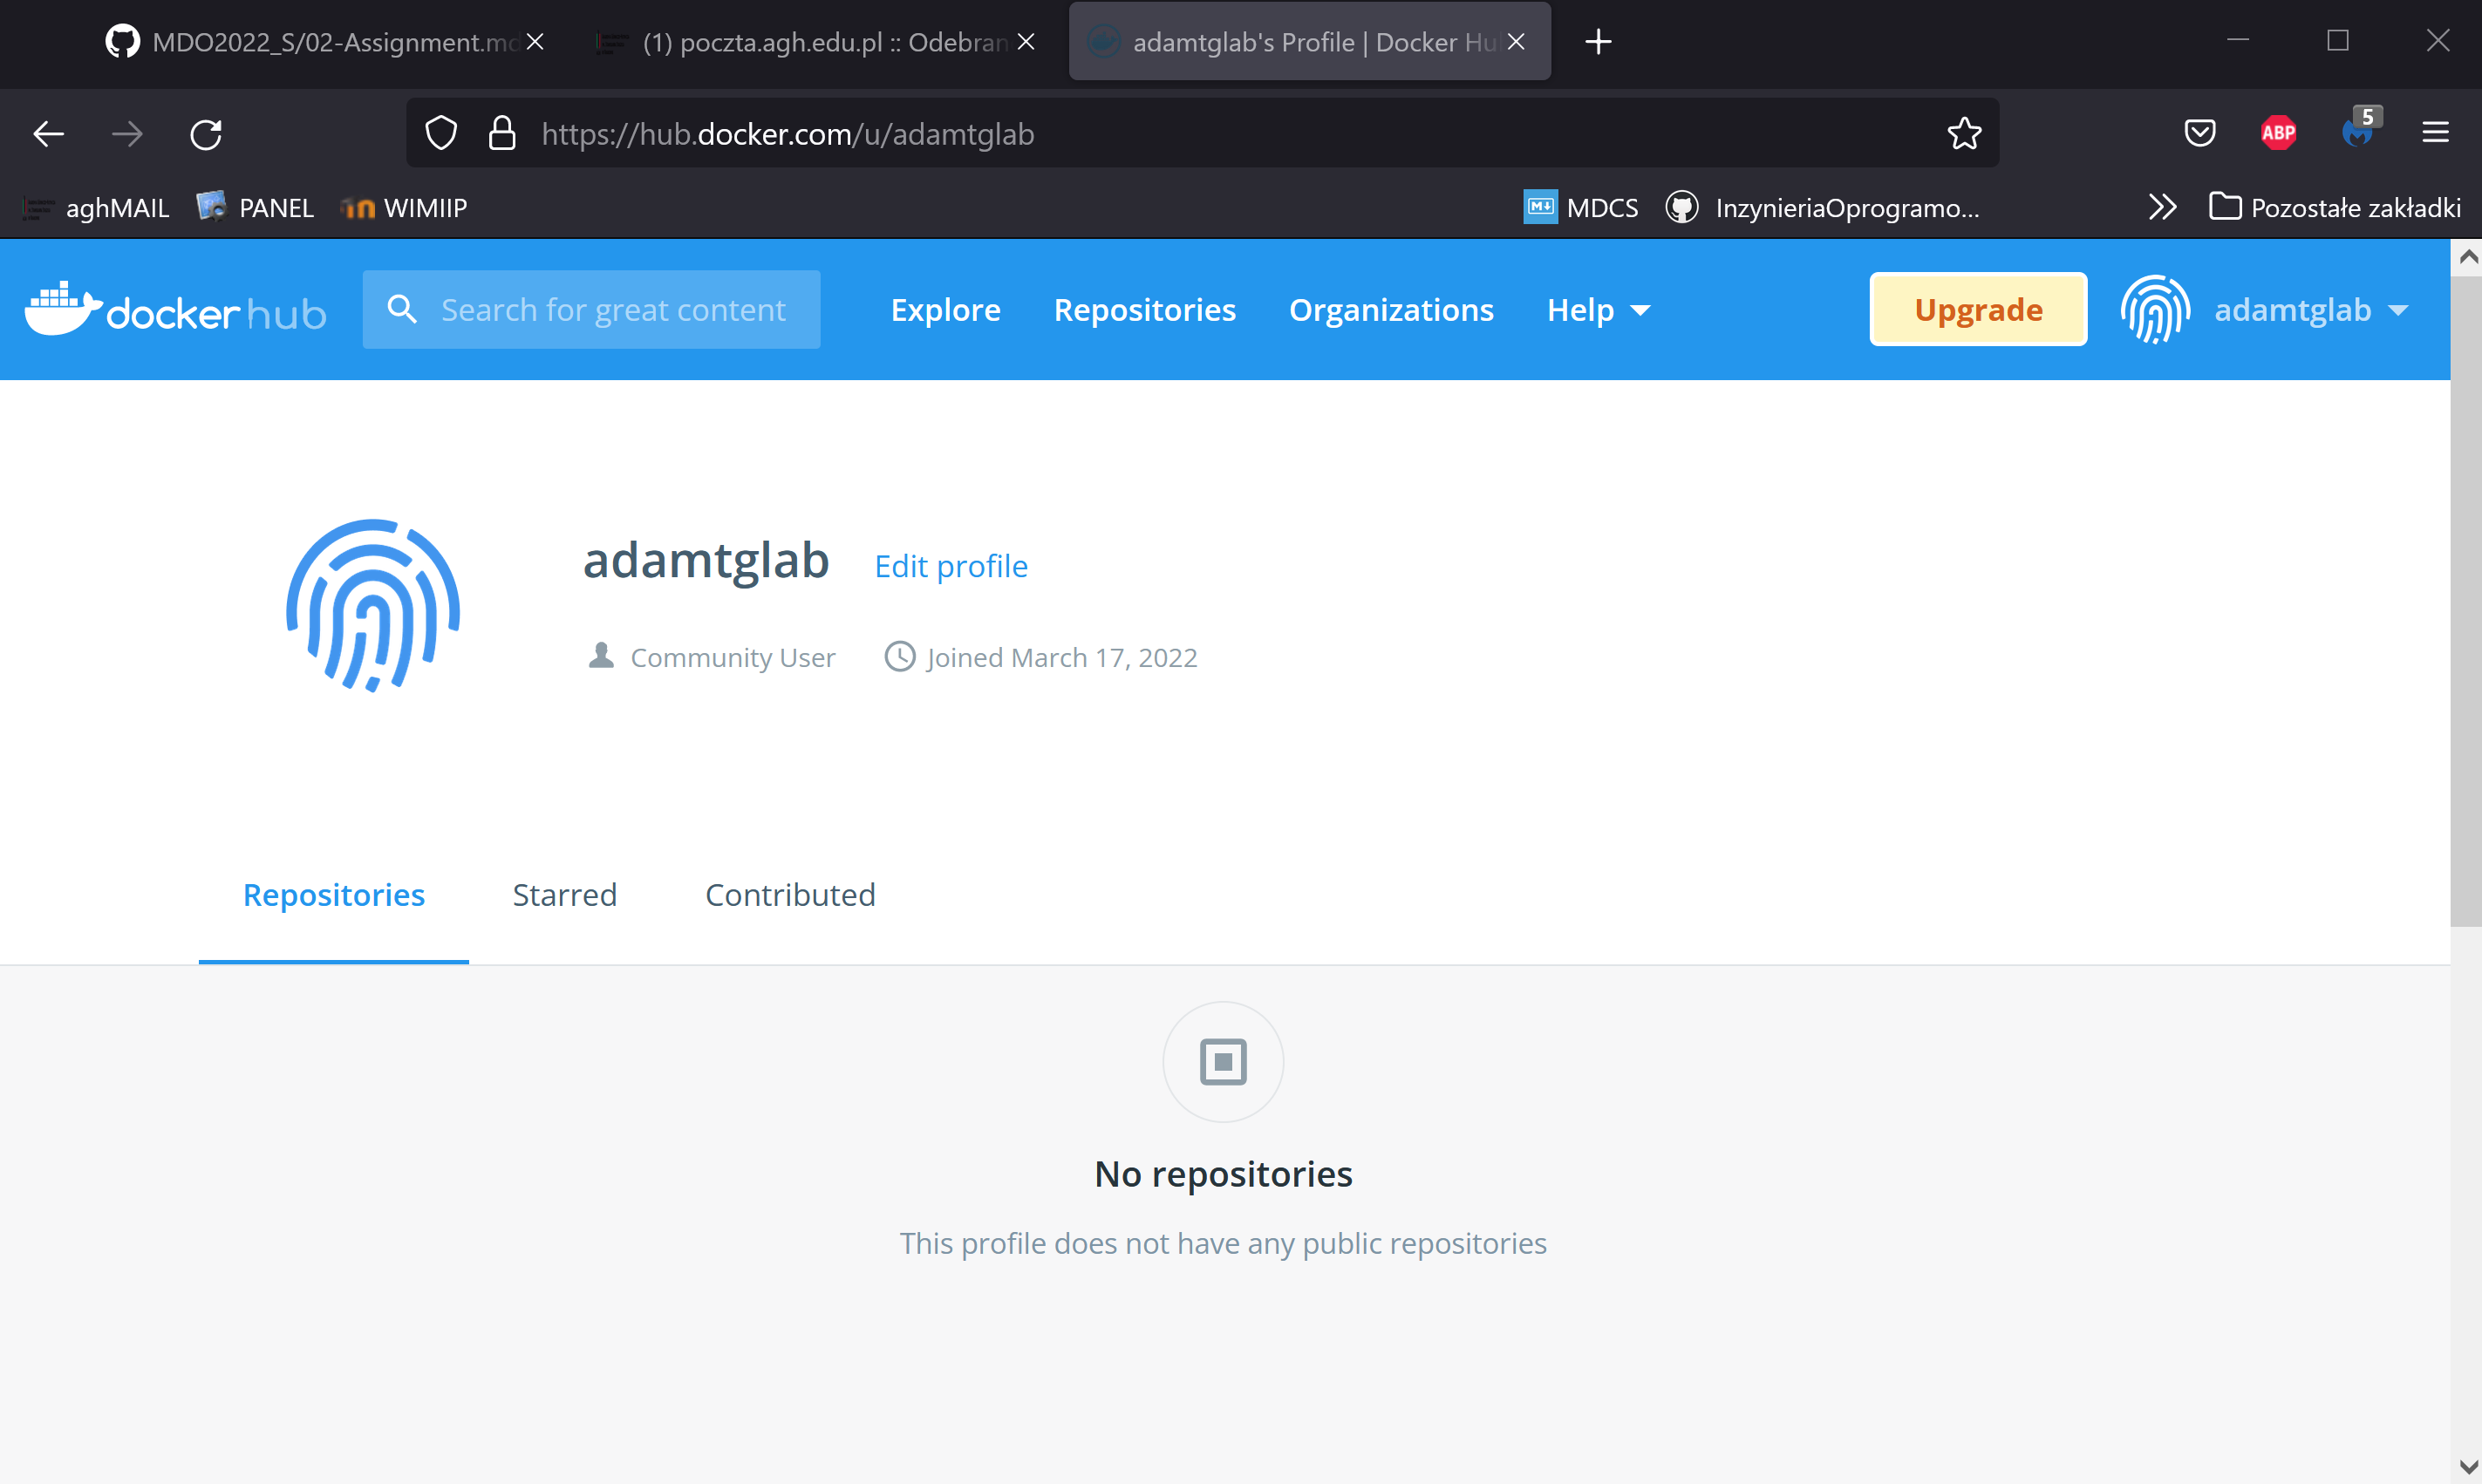 MDO2022_S/02-Assignment.md
(1) poczta.agh.edu.pl :: Odebran
adamtglab's Profile | Docker Hu
https://hub.docker.com/u/adamtglab
ABP
5
aghMAIL
PANEL
WIMIIP
M↓
MDCS
InzynieriaOprogramo...
Pozostałe zakładki
docker hub
Search for great content
Explore
Repositories
Organizations
Help
Upgrade
adamtglab
adamtglab
Edit profile
Community User
Joined March 17, 2022
Repositories
Starred
Contributed
No repositories
This profile does not have any public repositories